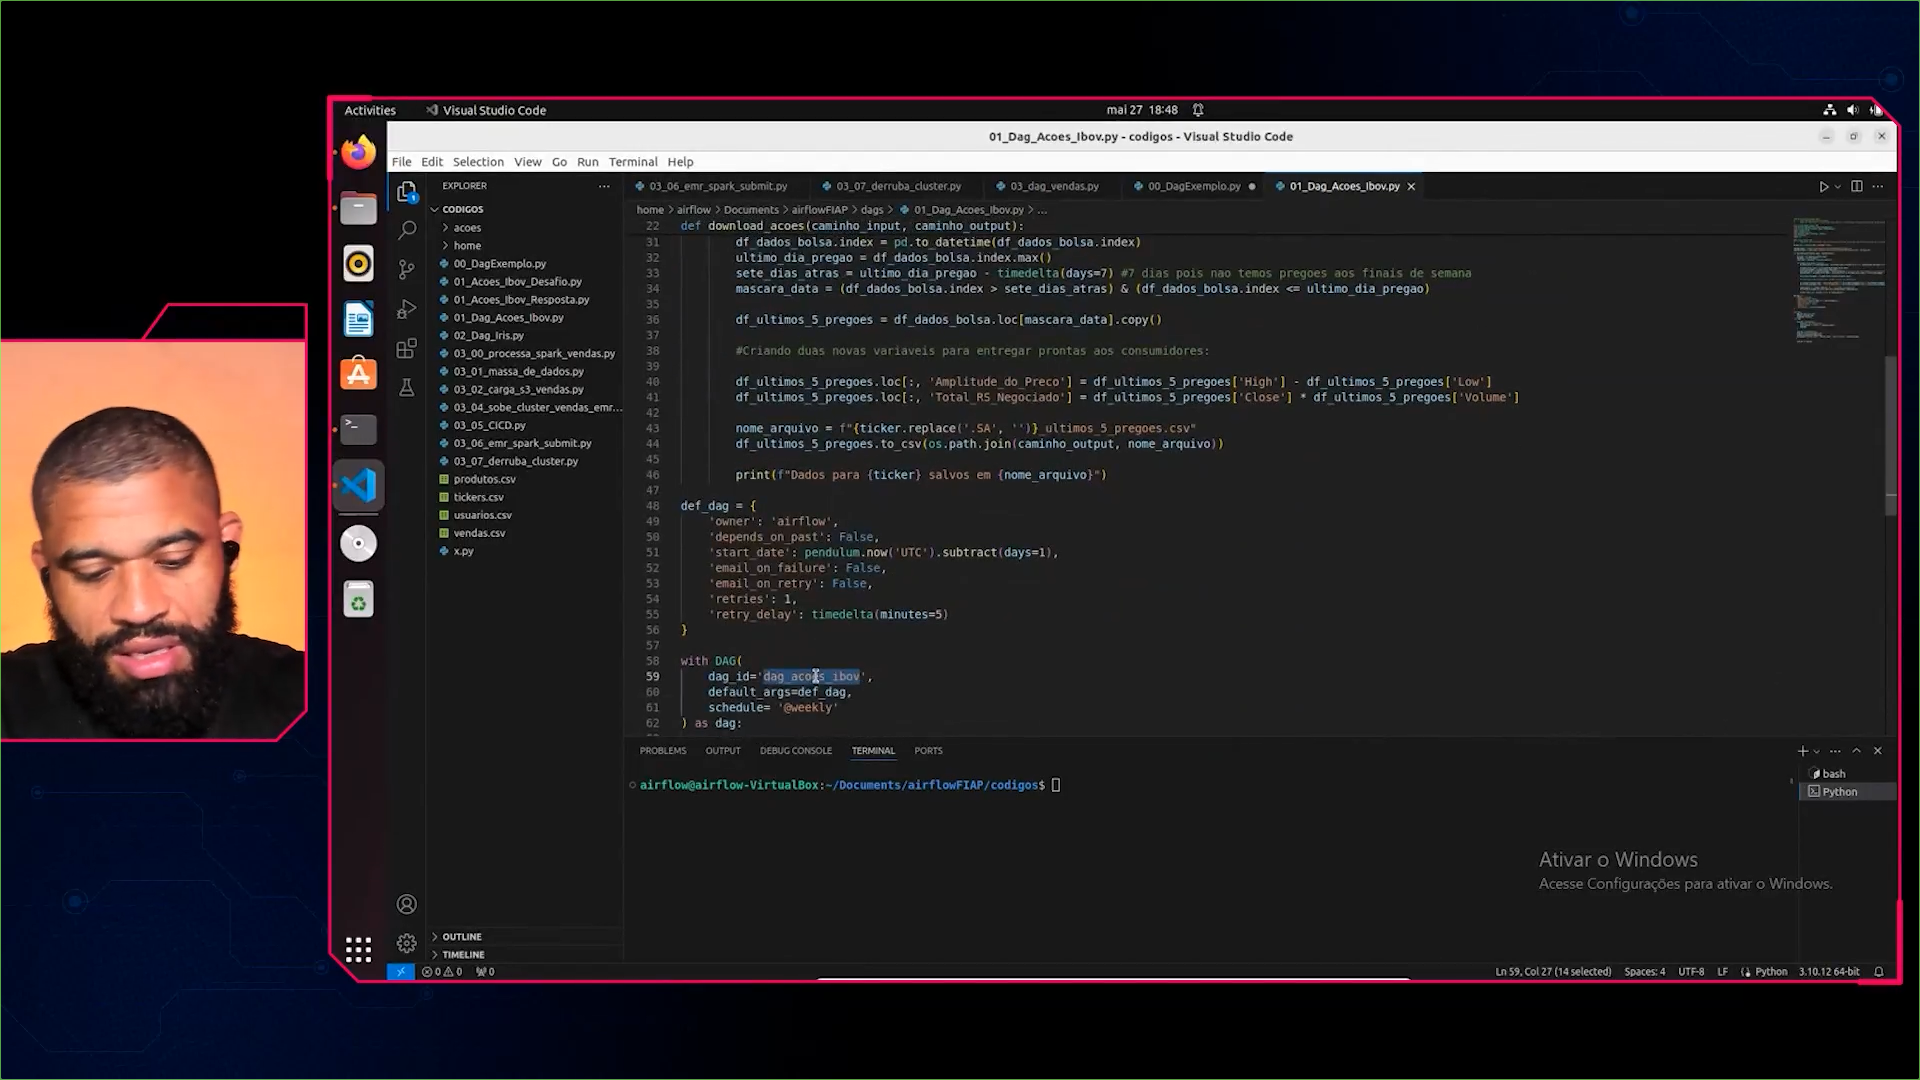 Activities
Visual Studio Code
mai 27 18:48
01_Dag_Acoes_Ibov.py - codigos - Visual Studio Code
File Edit Selection View Go Run Terminal Help
EXPLORER
CODIGOS
acoes
home
00_DagExemplo.py
01_Acoes_Ibov_Desafio.py
01_Acoes_Ibov_Resposta.py
01_Dag_Acoes_Ibov.py
02_Dag_Iris.py
03_00_processa_spark_vendas.py
03_01_massa_de_dados.py
03_02_carga_s3_vendas.py
03_04_sobe_cluster_vendas_emr...
03_05_CICD.py
03_06_emr_spark_submit.py
03_07_derruba_cluster.py
produtos.csv
tickers.csv
usuarios.csv
vendas.csv
x.py
OUTLINE
TIMELINE
03_06_emr_spark_submit.py 03_07_derruba_cluster.py 03_dag_vendas.py 00_DagExemplo.py 01_Dag_Acoes_Ibov.py
home > airflow > Documents > airflowFIAP > dags > 01_Dag_Acoes_Ibov.py > ...
22 def download_acoes(caminho_input, caminho_output):
31 df_dados_bolsa.index = pd.to_datetime(df_dados_bolsa.index)
32 ultimo_dia_pregao = df_dados_bolsa.index.max()
33 sete_dias_atras = ultimo_dia_pregao - timedelta(days=7) #7 dias pois nao temos pregoes aos finais de semana
34 mascara_data = (df_dados_bolsa.index > sete_dias_atras) & (df_dados_bolsa.index <= ultimo_dia_pregao)
35
36 df_ultimos_5_pregoes = df_dados_bolsa.loc[mascara_data].copy()
37
38 #Criando duas novas variaveis para entregar prontas aos consumidores:
39
40 df_ultimos_5_pregoes.loc[:, 'Amplitude_do_Preco'] = df_ultimos_5_pregoes['High'] - df_ultimos_5_pregoes['Low']
41 df_ultimos_5_pregoes.loc[:, 'Total_RS_Negociado'] = df_ultimos_5_pregoes['Close'] * df_ultimos_5_pregoes['Volume']
42
43 nome_arquivo = f"{ticker.replace('.SA', '')}_ultimos_5_pregoes.csv"
44 df_ultimos_5_pregoes.to_csv(os.path.join(caminho_output, nome_arquivo))
45
46 print(f"Dados para {ticker} salvos em {nome_arquivo}")
47
48 def_dag = {
49 'owner': 'airflow',
50 'depends_on_past': False,
51 'start_date': pendulum.now('UTC').subtract(days=1),
52 'email_on_failure': False,
53 'email_on_retry': False,
54 'retries': 1,
55 'retry_delay': timedelta(minutes=5)
56 }
57
58 with DAG(
59 dag_id='dag_acoes_ibov',
60 default_args=def_dag,
61 schedule= '@weekly'
62 ) as dag:
PROBLEMS OUTPUT DEBUG CONSOLE TERMINAL PORTS
airflow@airflow-VirtualBox:~/Documents/airflowFIAP/codigos$
bash
Python
Ativar o Windows
Acesse Configurações para ativar o Windows.
0 0 0
Ln 59, Col 27 (14 selected) Spaces: 4 UTF-8 LF Python 3.10.12 64-bit